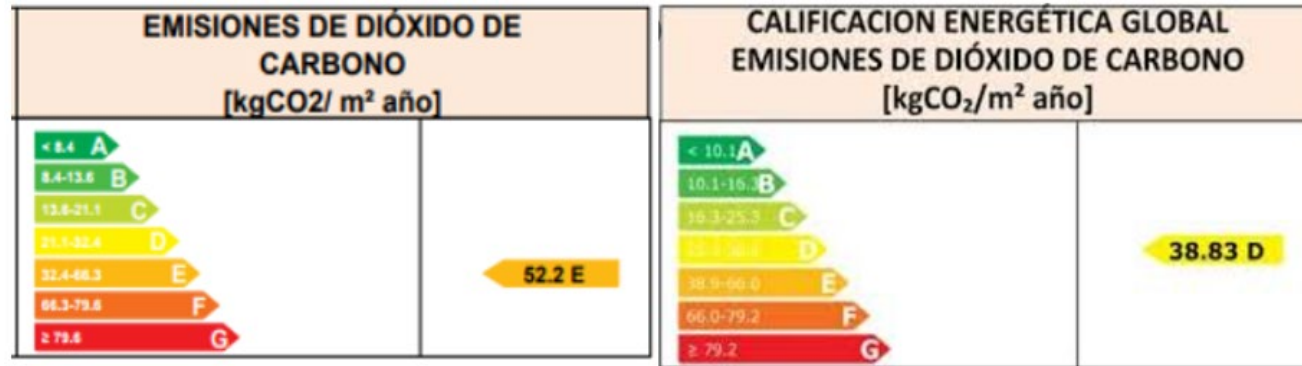 EMISIONES DE DIÓXIDO DE
CARBONO
[kgCO2/ m² año]
< 8.4 A
8.4-13.6 B
13.6-21.1 C
21.1-32.4 D
32.4-66.3 E
66.3-79.6 F
≥ 79.6 G
52.2 E
CALIFICACION ENERGÉTICA GLOBAL
EMISIONES DE DIÓXIDO DE CARBONO
[kgCO₂/m² año]
< 10.1 A
10.1-16.3 B
16.3-25.3 C
D
38.9-66.0 E
66.0-79.2 F
≥ 79.2 G
38.83 D